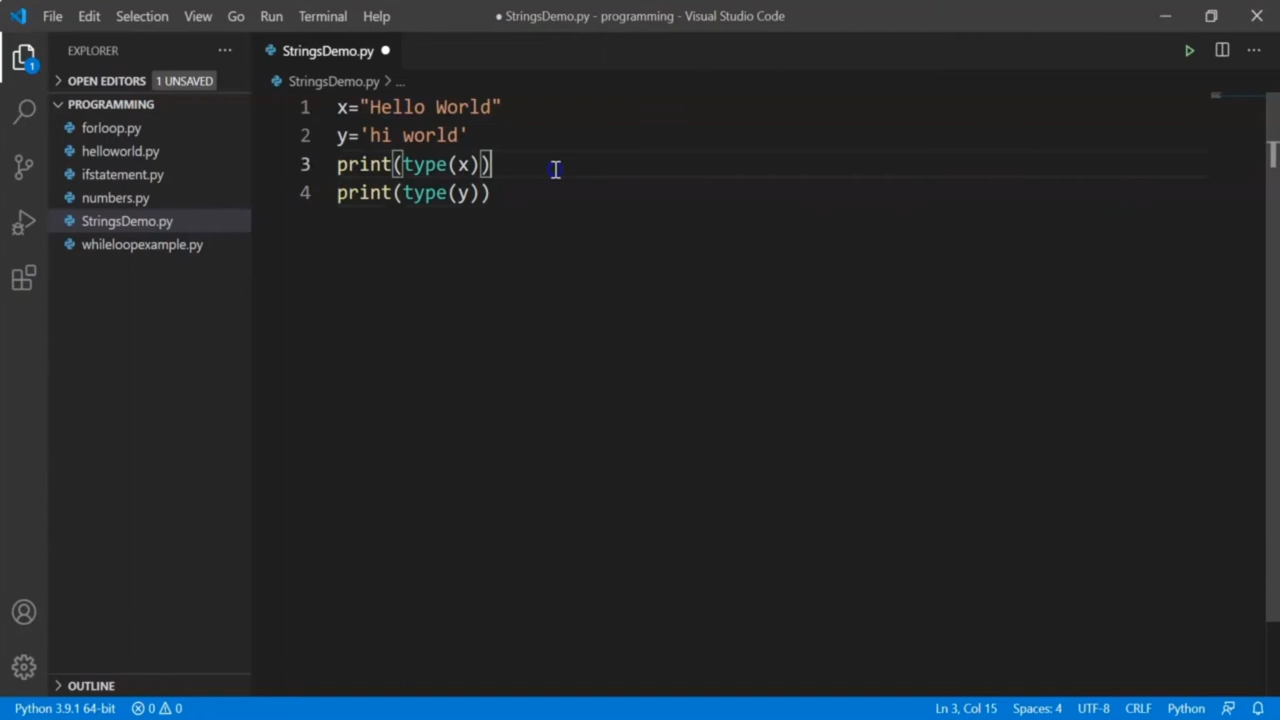 File Edit Selection View Go Run Terminal Help
● StringsDemo.py - programming - Visual Studio Code
EXPLORER
StringsDemo.py
OPEN EDITORS 1 UNSAVED
1
StringsDemo.py > ...
PROGRAMMING
forloop.py
helloworld.py
ifstatement.py
numbers.py
StringsDemo.py
whileloopexample.py
1 x="Hello World"
2 y='hi world'
3 print(type(x))
4 print(type(y))
OUTLINE
Python 3.9.1 64-bit 0 0 Ln 3, Col 15 Spaces: 4 UTF-8 CRLF Python